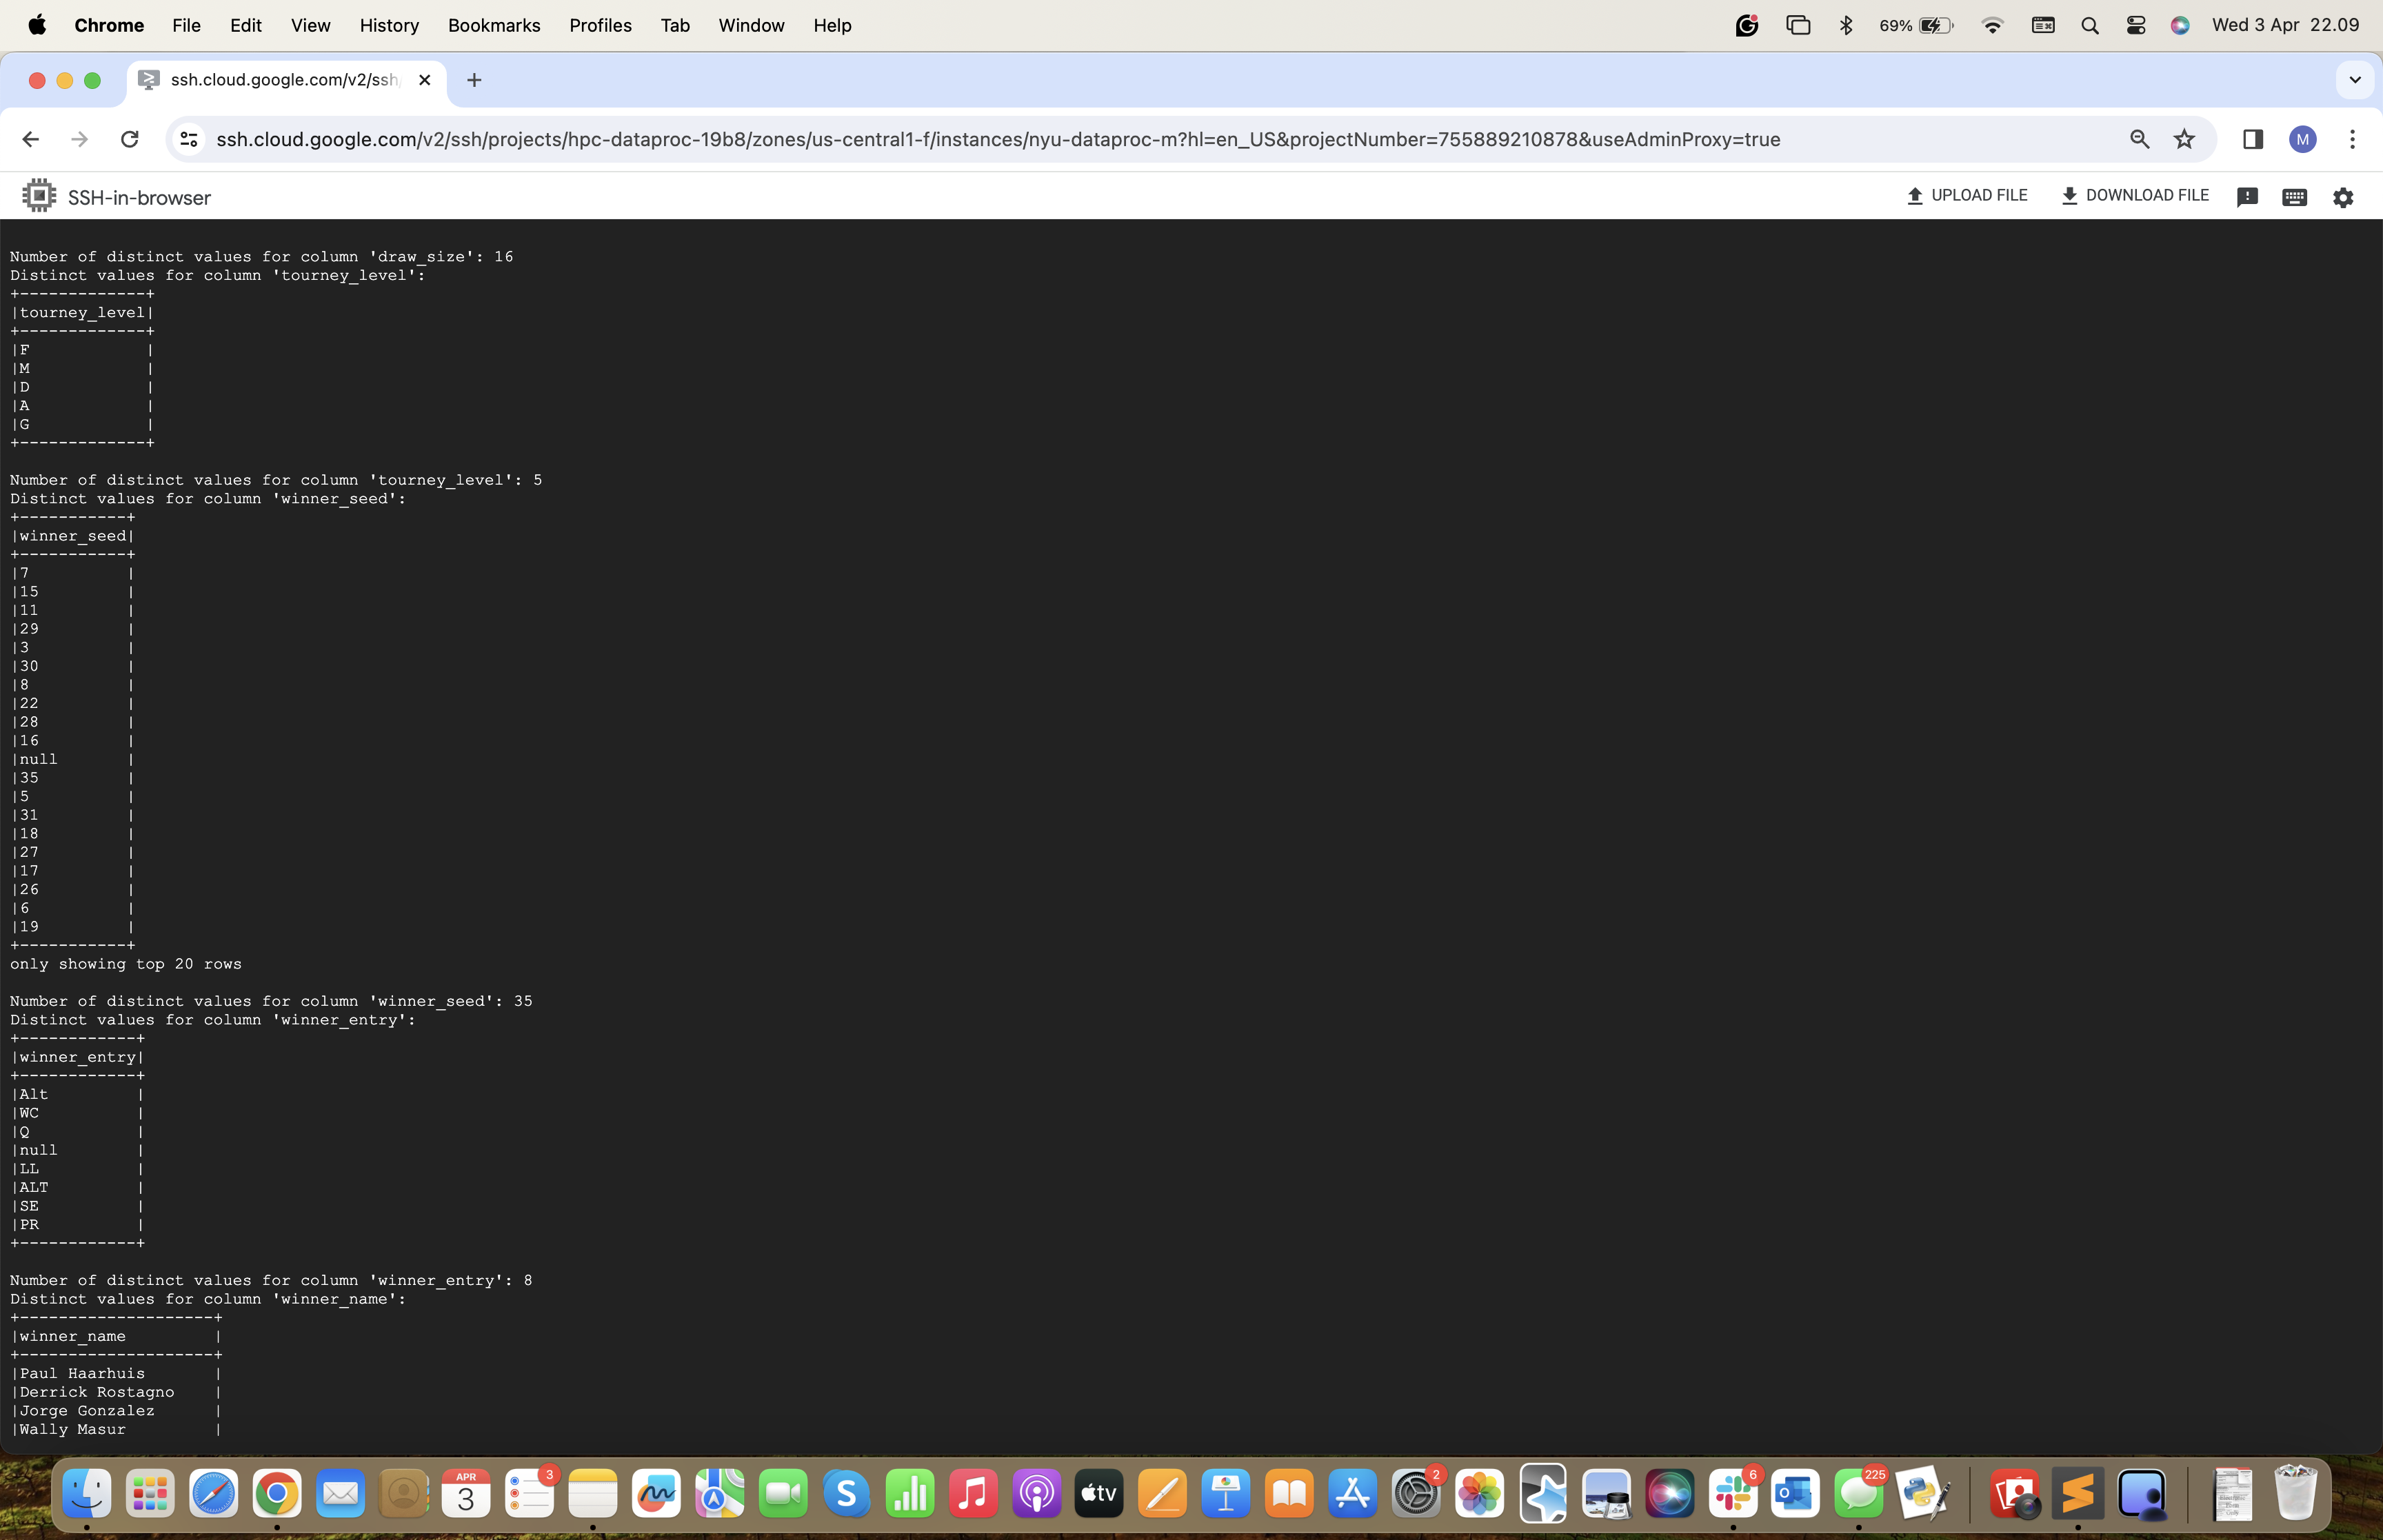 Chrome File Edit View History Bookmarks Profiles Tab Window Help 69% Wed 3 Apr 22.09
ssh.cloud.google.com/v2/ssh
ssh.cloud.google.com/v2/ssh/projects/hpc-dataproc-19b8/zones/us-central1-f/instances/nyu-dataproc-m?hl=en_US&projectNumber=755889210878&useAdminProxy=true M
SSH-in-browser UPLOAD FILE DOWNLOAD FILE
Number of distinct values for column 'draw_size': 16
Distinct values for column 'tourney_level':
+-------------+
|tourney_level|
+-------------+
|F            |
|M            |
|D            |
|A            |
|G            |
+-------------+
Number of distinct values for column 'tourney_level': 5
Distinct values for column 'winner_seed':
+-----------+
|winner_seed|
+-----------+
|7          |
|15         |
|11         |
|29         |
|3          |
|30         |
|8          |
|22         |
|28         |
|16         |
|null       |
|35         |
|5          |
|31         |
|18         |
|27         |
|17         |
|26         |
|6          |
|19         |
+-----------+
only showing top 20 rows
Number of distinct values for column 'winner_seed': 35
Distinct values for column 'winner_entry':
+------------+
|winner_entry|
+------------+
|Alt         |
|WC          |
|Q           |
|null        |
|LL          |
|ALT         |
|SE          |
|PR          |
+------------+
Number of distinct values for column 'winner_entry': 8
Distinct values for column 'winner_name':
+--------------------+
|winner_name         |
+--------------------+
|Paul Haarhuis       |
|Derrick Rostagno    |
|Jorge Gonzalez      |
|Wally Masur         |
APR 3 3 tv 2 6 225